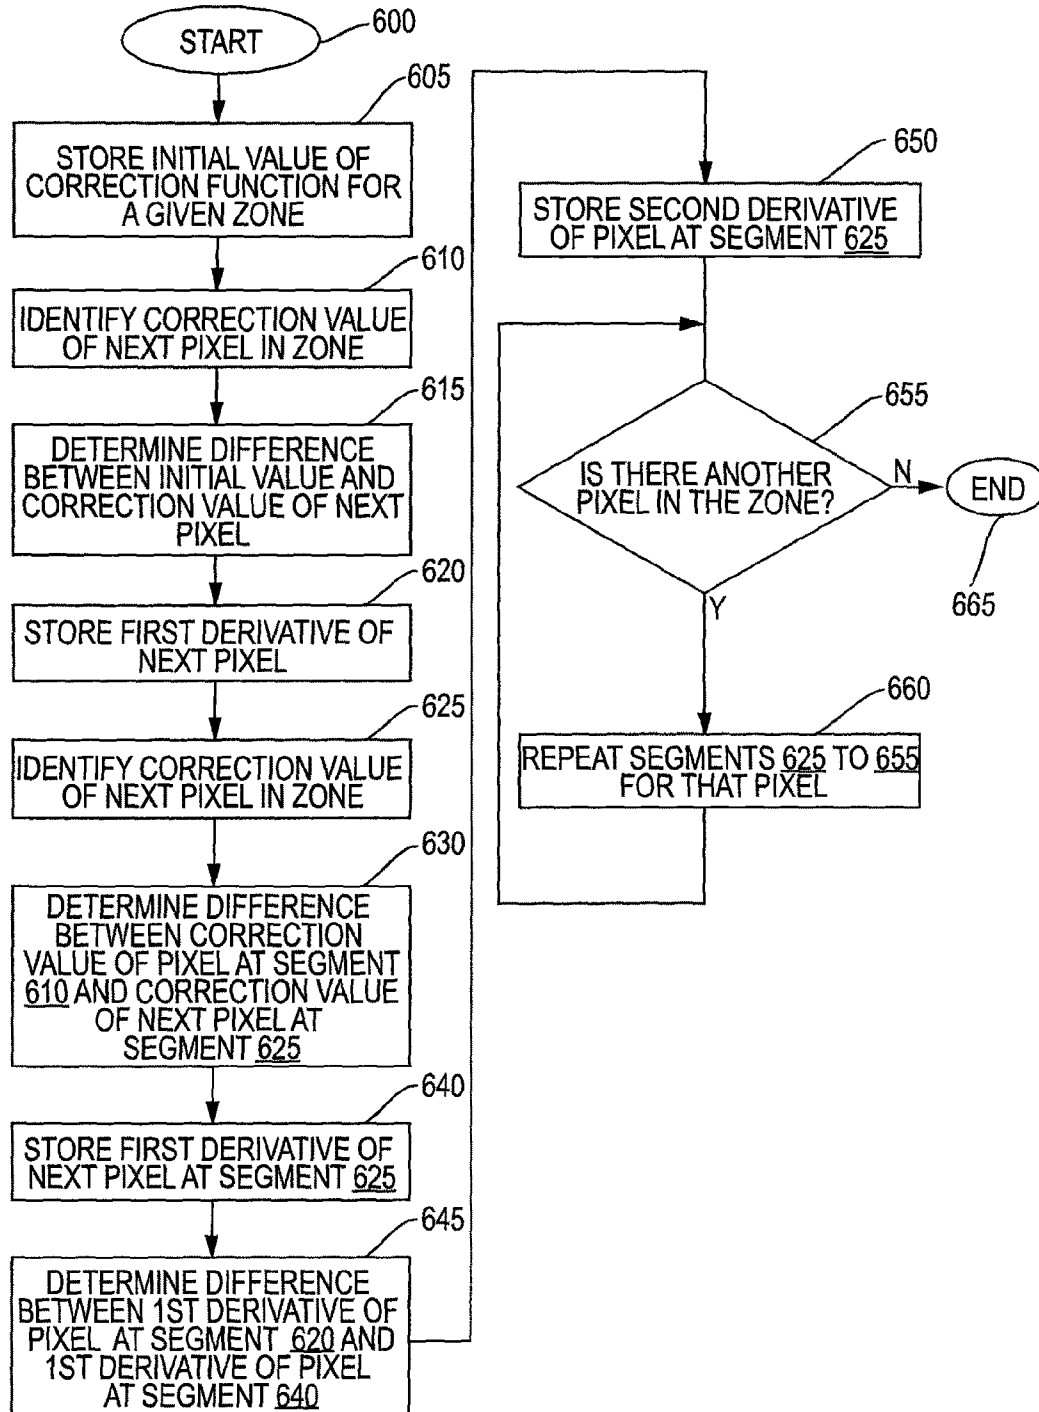 START
600
605
STORE INITIAL VALUE OF
CORRECTION FUNCTION FOR
A GIVEN ZONE
610
IDENTIFY CORRECTION VALUE
OF NEXT PIXEL IN ZONE
615
DETERMINE DIFFERENCE
BETWEEN INITIAL VALUE AND
CORRECTION VALUE OF NEXT
PIXEL
620
STORE FIRST DERIVATIVE OF
NEXT PIXEL
625
IDENTIFY CORRECTION VALUE
OF NEXT PIXEL IN ZONE
630
DETERMINE DIFFERENCE
BETWEEN CORRECTION
VALUE OF PIXEL AT SEGMENT
610 AND CORRECTION VALUE
OF NEXT PIXEL AT
SEGMENT 625
640
STORE FIRST DERIVATIVE OF
NEXT PIXEL AT SEGMENT 625
645
DETERMINE DIFFERENCE
BETWEEN 1ST DERIVATIVE OF
PIXEL AT SEGMENT 620 AND
1ST DERIVATIVE OF PIXEL
AT SEGMENT 640
650
STORE SECOND DERIVATIVE
OF PIXEL AT SEGMENT 625
655
IS THERE ANOTHER
PIXEL IN THE ZONE?
N
END
665
Y
660
REPEAT SEGMENTS 625 TO 655
FOR THAT PIXEL